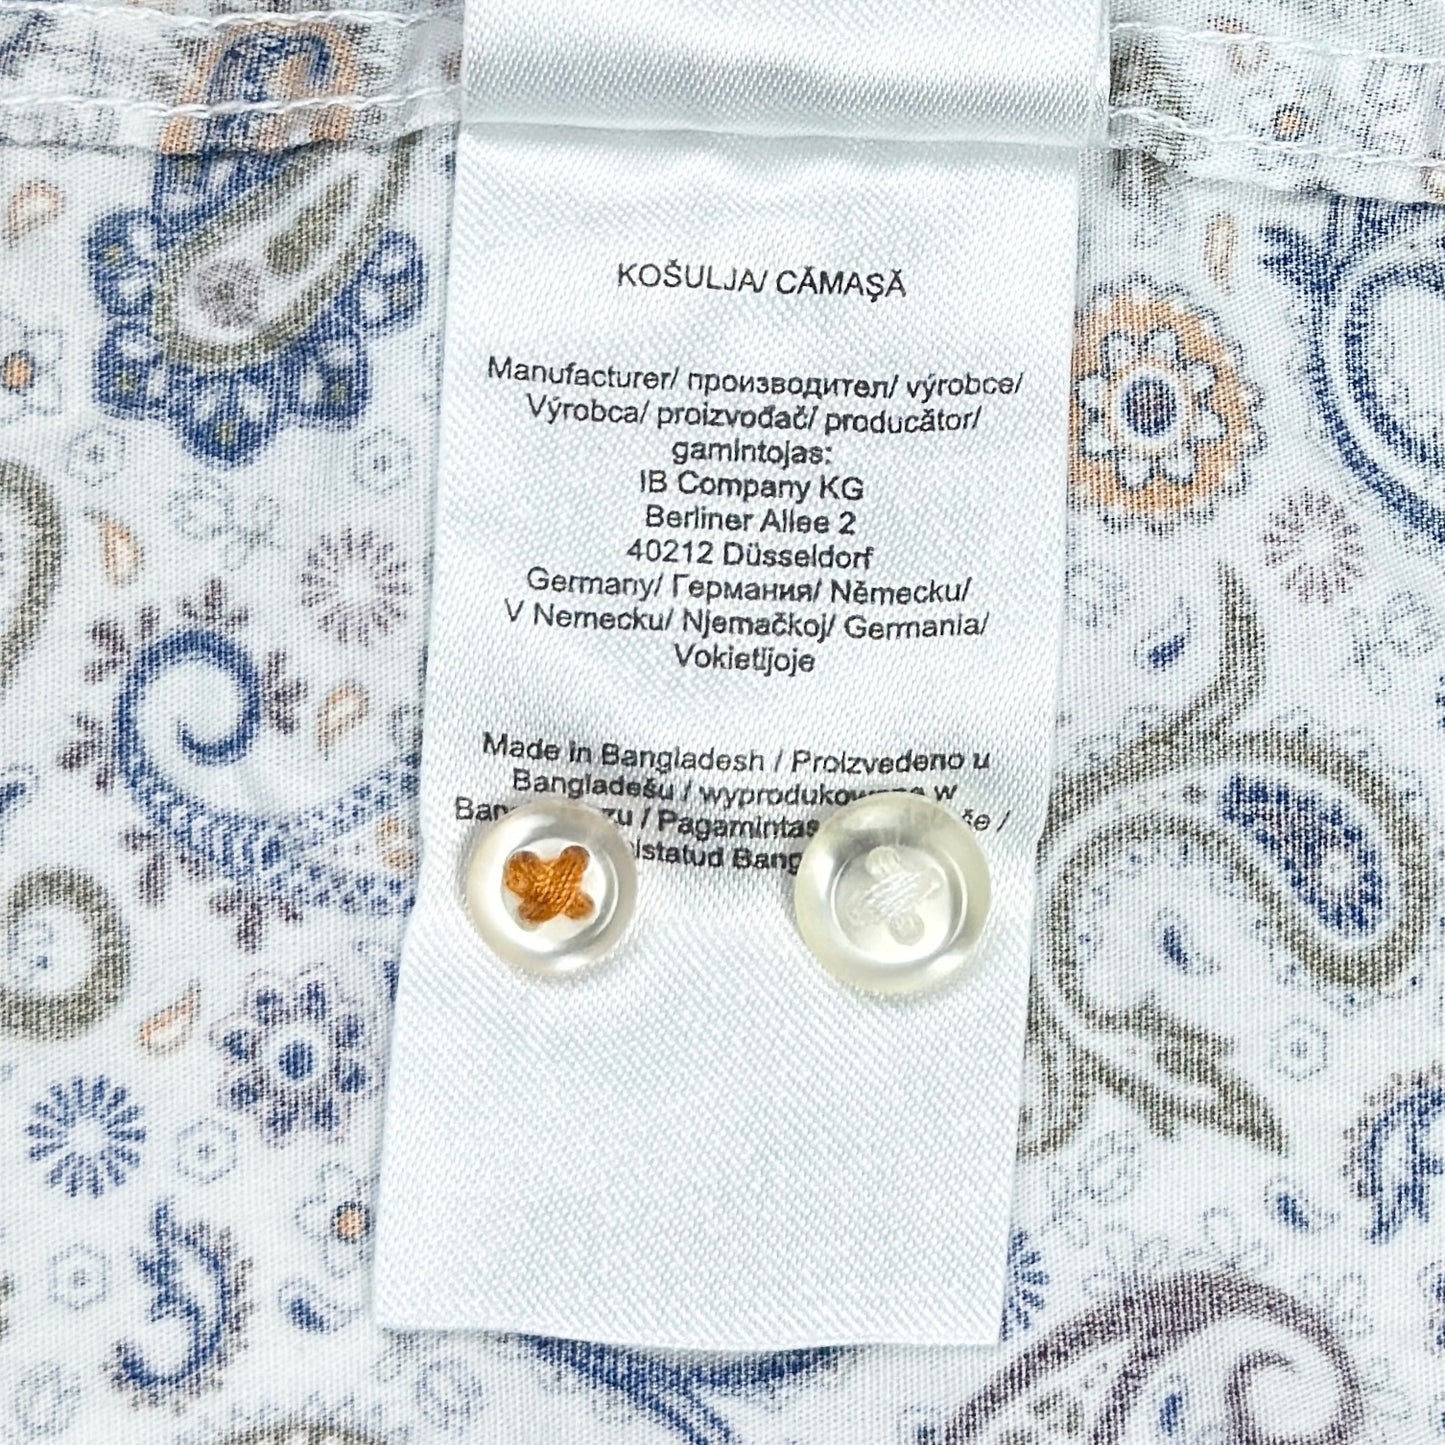 KOŠULJA/ CĂMAŞĂ
Manufacturer/ производител/ výrobce/
Výrobca/ proizvođač/ producător/
gamintojas:
IB Company KG
Berliner Allee 2
40212 Düsseldorf
Germany/ Германия/ Německu/
V Nemecku/ Njemačkoj/ Germania/
Vokietijoje
Made in Bangladesh / Proizvedeno u
Bangladešu / w
/ Pagamintas /